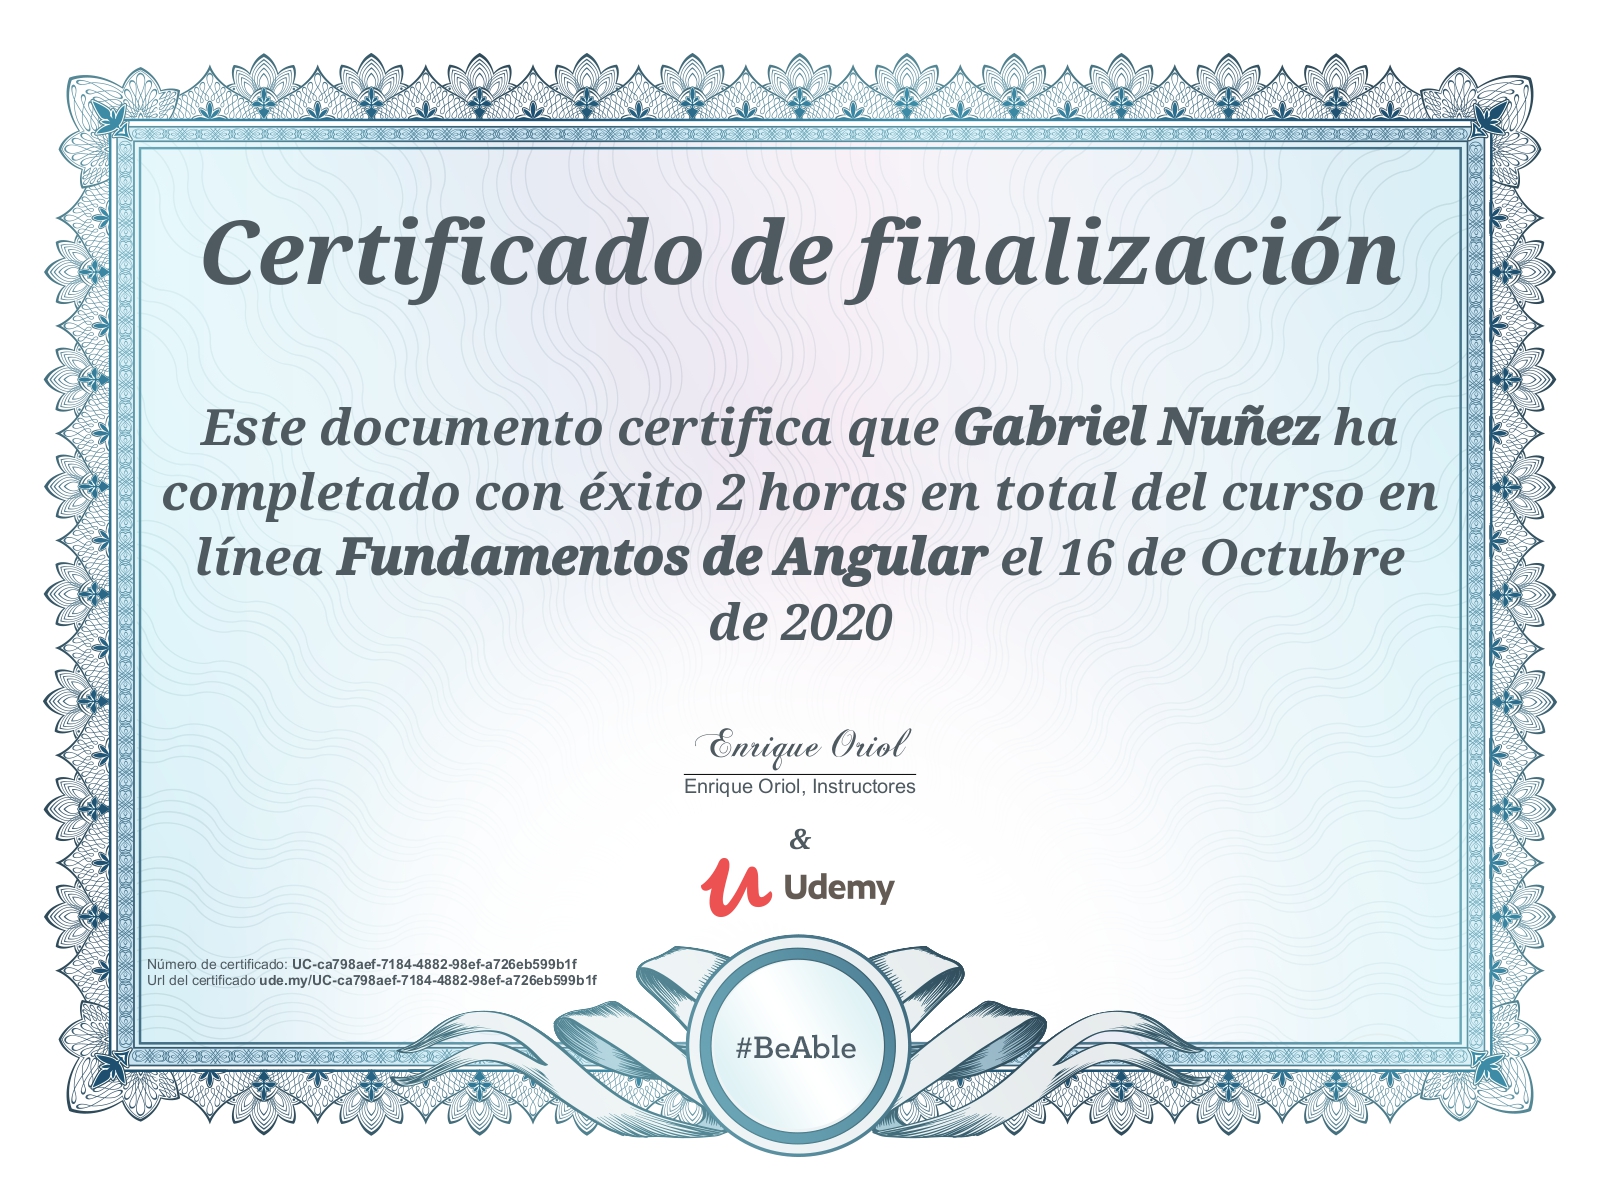 Certificado de finalización
Este documento certifica que Gabriel Nuñez ha
completado con éxito 2 horas en total del curso en
línea Fundamentos de Angular el 16 de Octubre
de 2020
Enrique Oriol
Enrique Oriol, Instructores
&
Udemy
Número de certificado: UC-ca798aef-7184-4882-98ef-a726eb599b1f
Url del certificado ude.my/UC-ca798aef-7184-4882-98ef-a726eb599b1f
#BeAble